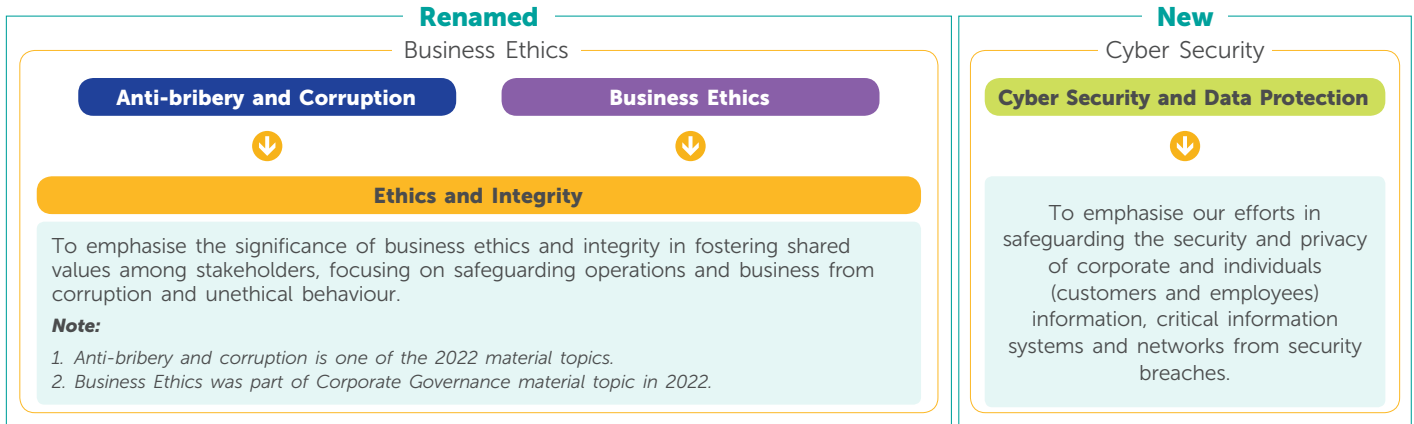 Renamed
Business Ethics
Anti-bribery and Corruption
Business Ethics
Ethics and Integrity
To emphasise the significance of business ethics and integrity in fostering shared
values among stakeholders, focusing on safeguarding operations and business from
corruption and unethical behaviour.
Note:
1. Anti-bribery and corruption is one of the 2022 material topics.
2. Business Ethics was part of Corporate Governance material topic in 2022.
New
Cyber Security
Cyber Security and Data Protection
To emphasise our efforts in
safeguarding the security and privacy
of corporate and individuals
(customers and employees)
information, critical information
systems and networks from security
breaches.